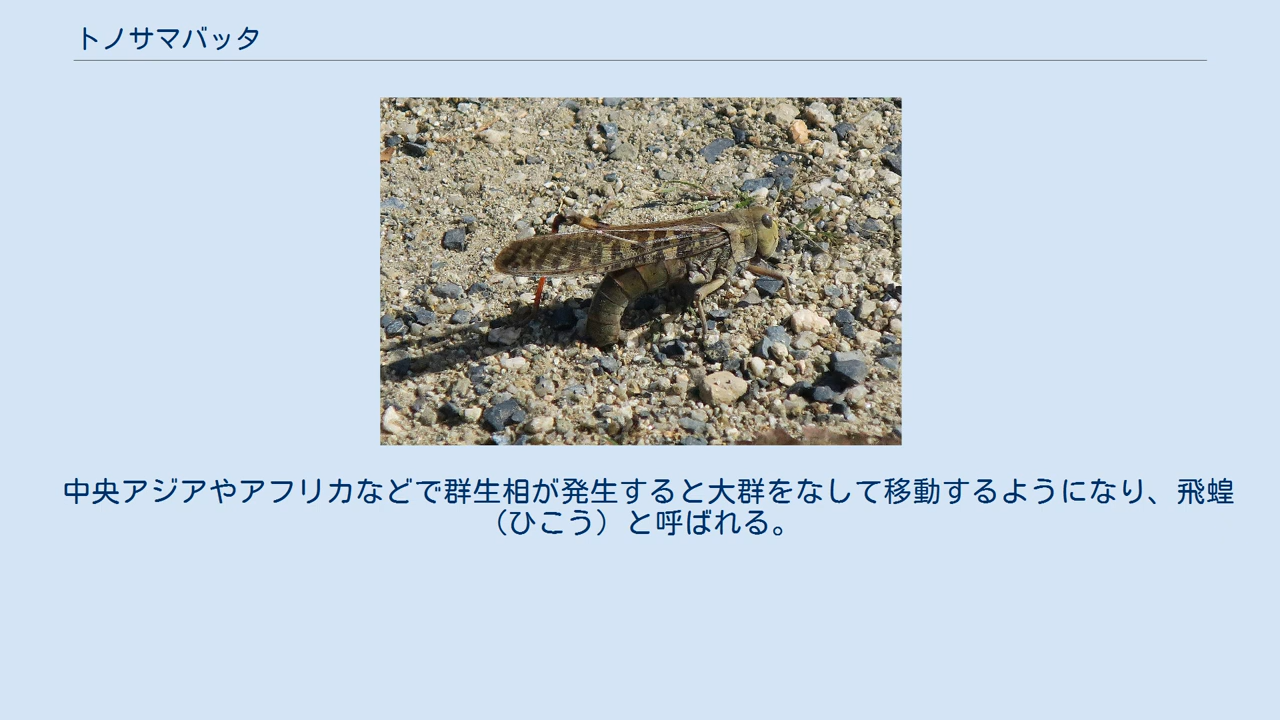 トノサマバッタ
中央アジアやアフリカなどで群生相が発生すると大群をなして移動するようになり、飛蝗
（ひこう）と呼ばれる。